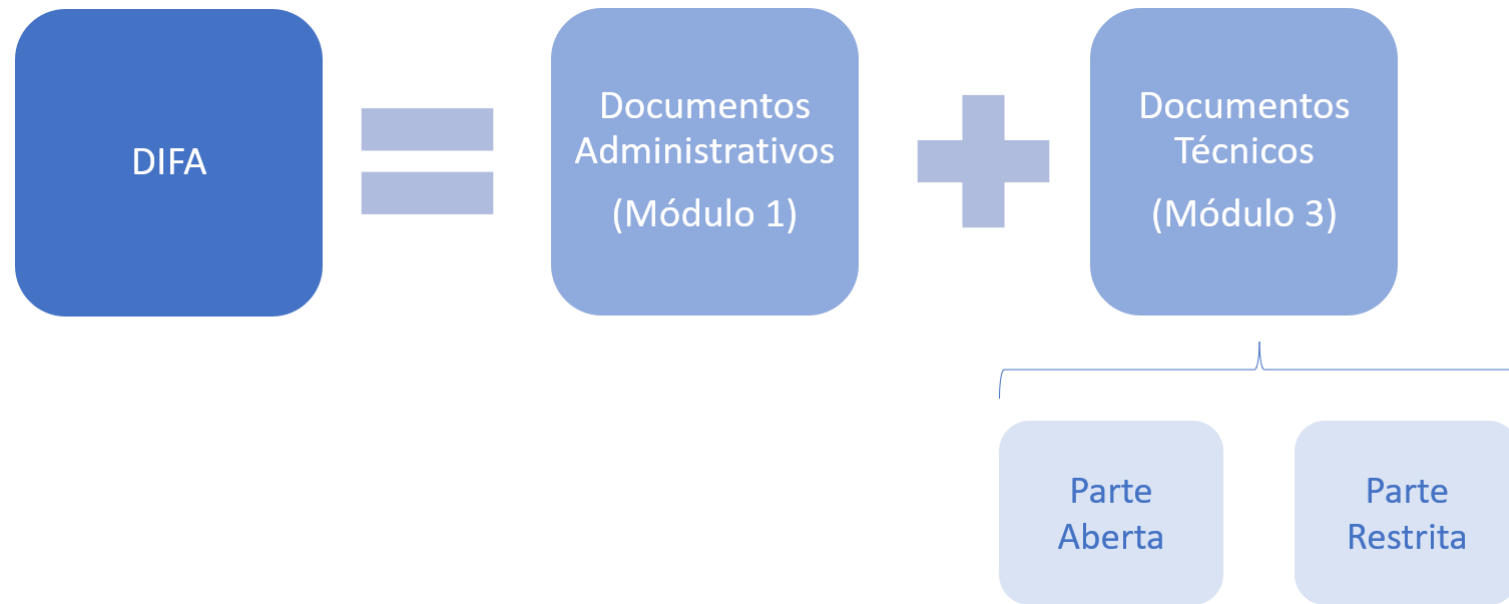 DIFA
Documentos
Administrativos
(Módulo 1)
Documentos
Técnicos
(Módulo 3)
Parte
Aberta
Parte
Restrita